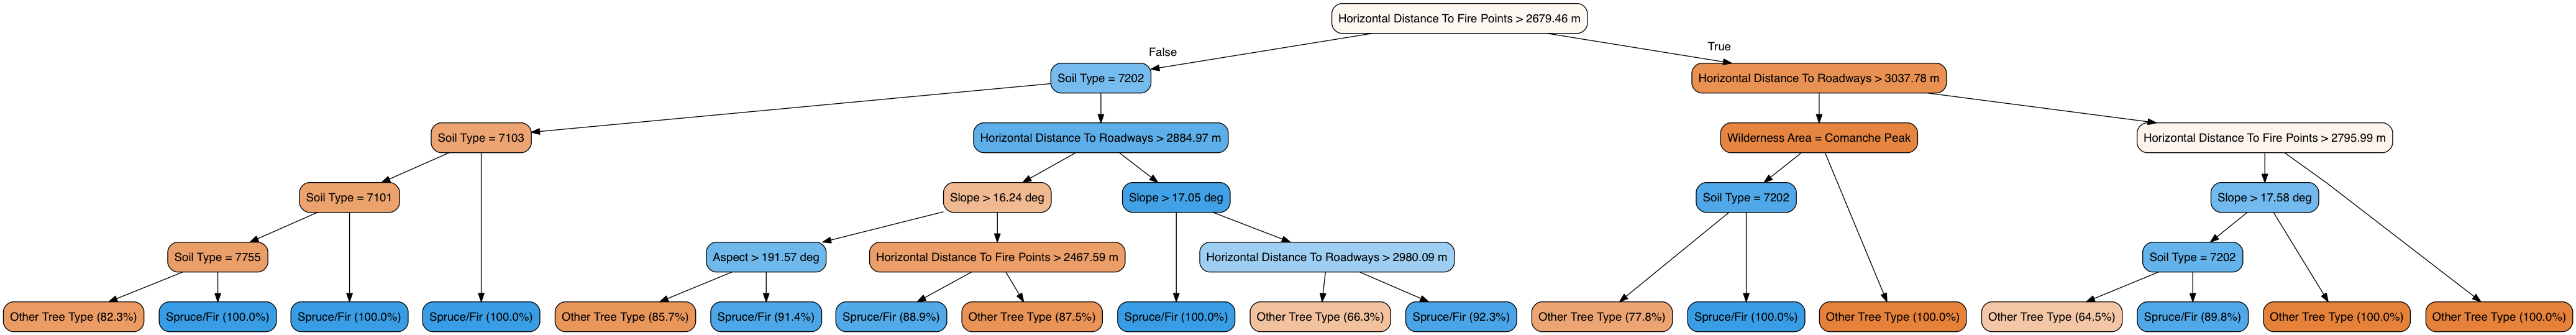 Horizontal Distance To Fire Points > 2679.46 m
False
True
Soil Type = 7202
Horizontal Distance To Roadways > 3037.78 m
Soil Type = 7103
Horizontal Distance To Roadways > 2884.97 m
Wilderness Area = Comanche Peak
Horizontal Distance To Fire Points > 2795.99 m
Soil Type = 7101
Slope > 16.24 deg
Slope > 17.05 deg
Soil Type = 7202
Slope > 17.58 deg
Soil Type = 7755
Aspect > 191.57 deg
Horizontal Distance To Fire Points > 2467.59 m
Horizontal Distance To Roadways > 2980.09 m
Soil Type = 7202
Other Tree Type (82.3%)
Spruce/Fir (100.0%)
Spruce/Fir (100.0%)
Spruce/Fir (100.0%)
Other Tree Type (85.7%)
Spruce/Fir (91.4%)
Spruce/Fir (88.9%)
Other Tree Type (87.5%)
Spruce/Fir (100.0%)
Other Tree Type (66.3%)
Spruce/Fir (92.3%)
Other Tree Type (77.8%)
Spruce/Fir (100.0%)
Other Tree Type (100.0%)
Other Tree Type (64.5%)
Spruce/Fir (89.8%)
Other Tree Type (100.0%)
Other Tree Type (100.0%)